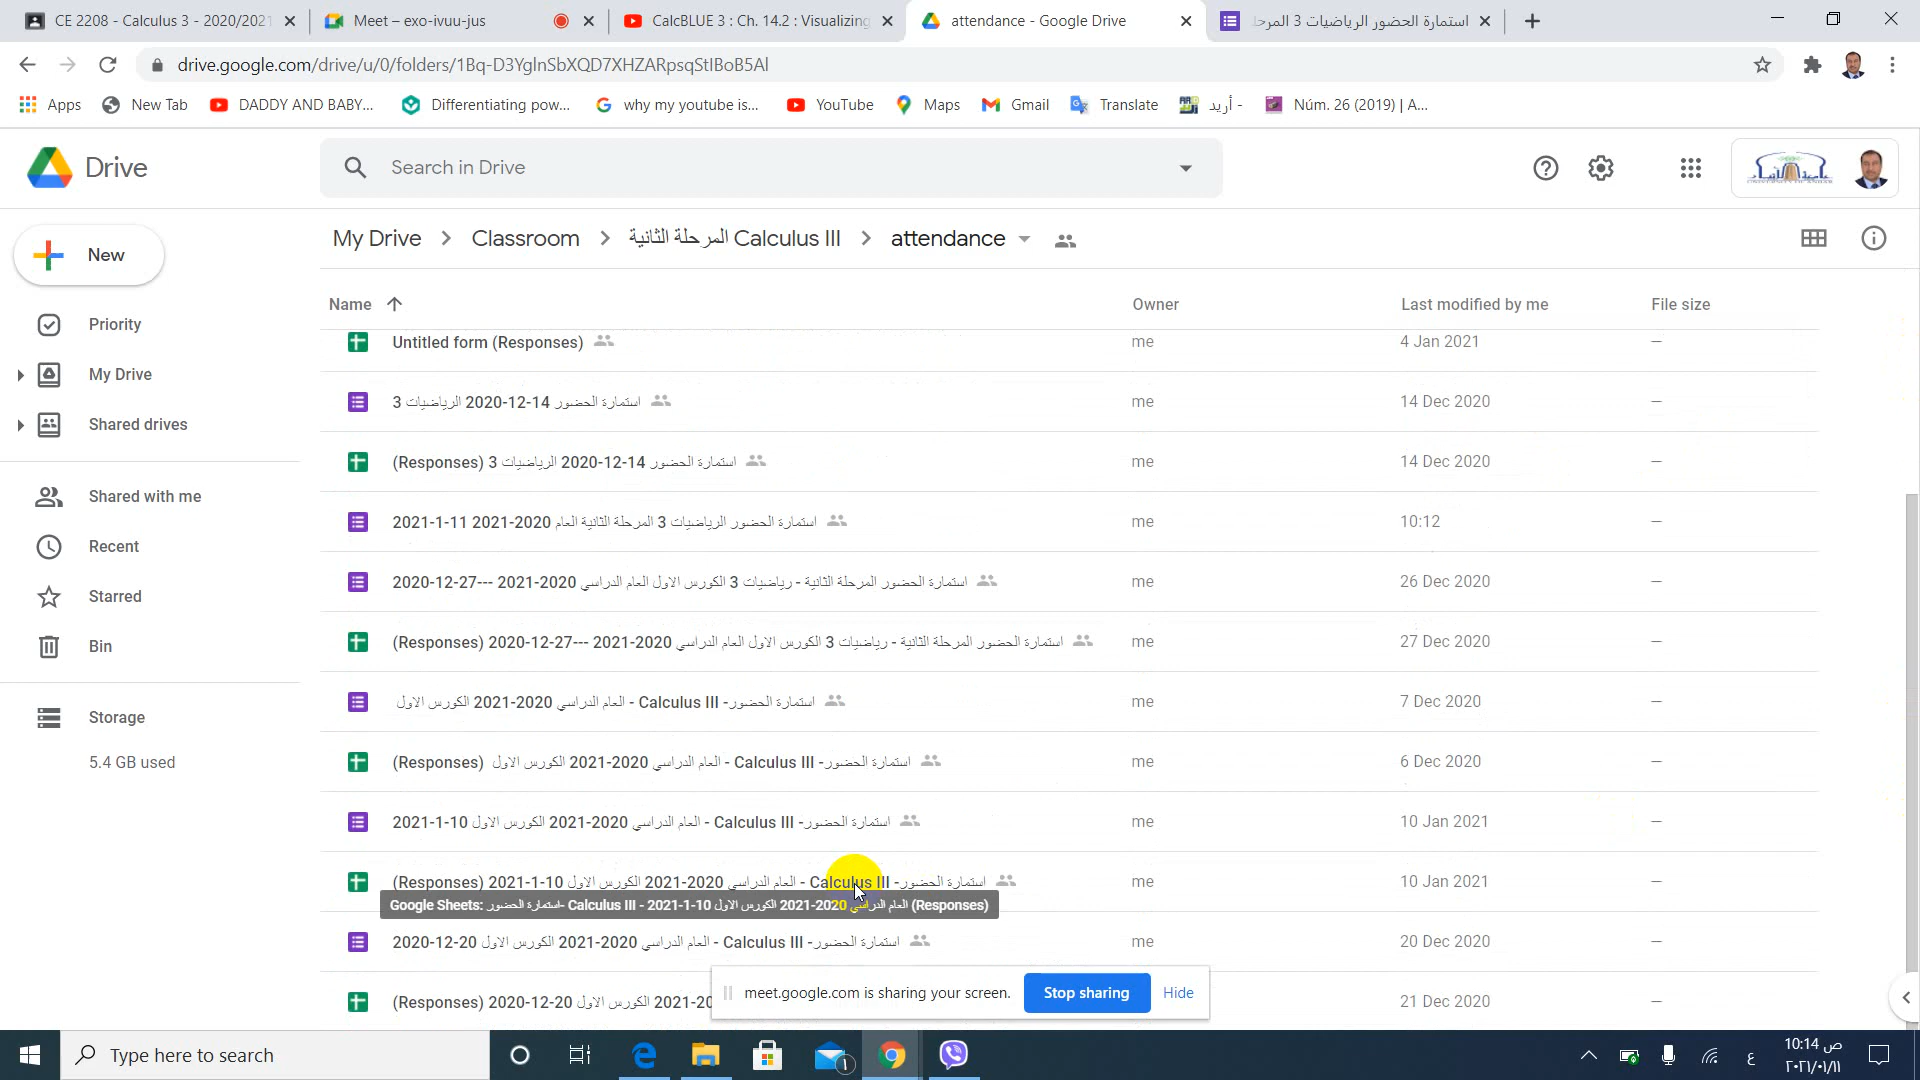 CE 2208 - Calculus 3 - 2020/2021
Meet – exo-ivuu-jus
CalcBLUE 3 : Ch. 14.2 : Visualizing
attendance - Google Drive
استمارة الحضور الرياضيات 3 المرحا
drive.google.com/drive/u/0/folders/1Bq-D3YglnSbXQD7XHZARpsqStIBoB5Al
Apps
New Tab
DADDY AND BABY...
Differentiating pow...
why my youtube is...
YouTube
Maps
Gmail
Translate
أريد -
Núm. 26 (2019) | A...
Drive
Search in Drive
New
My Drive
Classroom
المرحلة الثانية Calculus III
attendance
Name
Owner
Last modified by me
File size
Priority
My Drive
Shared drives
Shared with me
Recent
Starred
Bin
Storage
5.4 GB used
Untitled form (Responses) me 4 Jan 2021 –
استمارة الحضور 14-12-2020 الرياضيات 3 me 14 Dec 2020 –
استمارة الحضور 14-12-2020 الرياضيات 3 (Responses) me 14 Dec 2020 –
استمارة الحضور الرياضيات 3 المرحلة الثانية العام 2020-2021 11-1-2021 me 10:12 –
استمارة الحضور المرحلة الثانية - رياضيات 3 الكورس الاول العام الدراسي 2020-2021 ---27-12-2020 me 26 Dec 2020 –
استمارة الحضور المرحلة الثانية - رياضيات 3 الكورس الاول العام الدراسي 2020-2021 ---27-12-2020 (Responses) me 27 Dec 2020 –
استمارة الحضور- Calculus III - العام الدراسي 2020-2021 الكورس الاول me 7 Dec 2020 –
استمارة الحضور- Calculus III - العام الدراسي 2020-2021 الكورس الاول (Responses) me 6 Dec 2020 –
استمارة الحضور- Calculus III - العام الدراسي 2020-2021 الكورس الاول 10-1-2021 me 10 Jan 2021 –
استمارة الحضور- Calculus III - العام الدراسي 2020-2021 الكورس الاول 10-1-2021 (Responses) me 10 Jan 2021 –
Google Sheets: استمارة الحضور- Calculus III - العام الدراسي 2020-2021 الكورس الاول 10-1-2021 (Responses)
استمارة الحضور- Calculus III - العام الدراسي 2020-2021 الكورس الاول 20-12-2020 me 20 Dec 2020 –
(Responses) 2020-12-20 الكورس الاول 2021-20 21 Dec 2020 –
meet.google.com is sharing your screen.
Stop sharing
Hide
Type here to search
ع
10:14 ص
٢٠٢١/٠١/١١